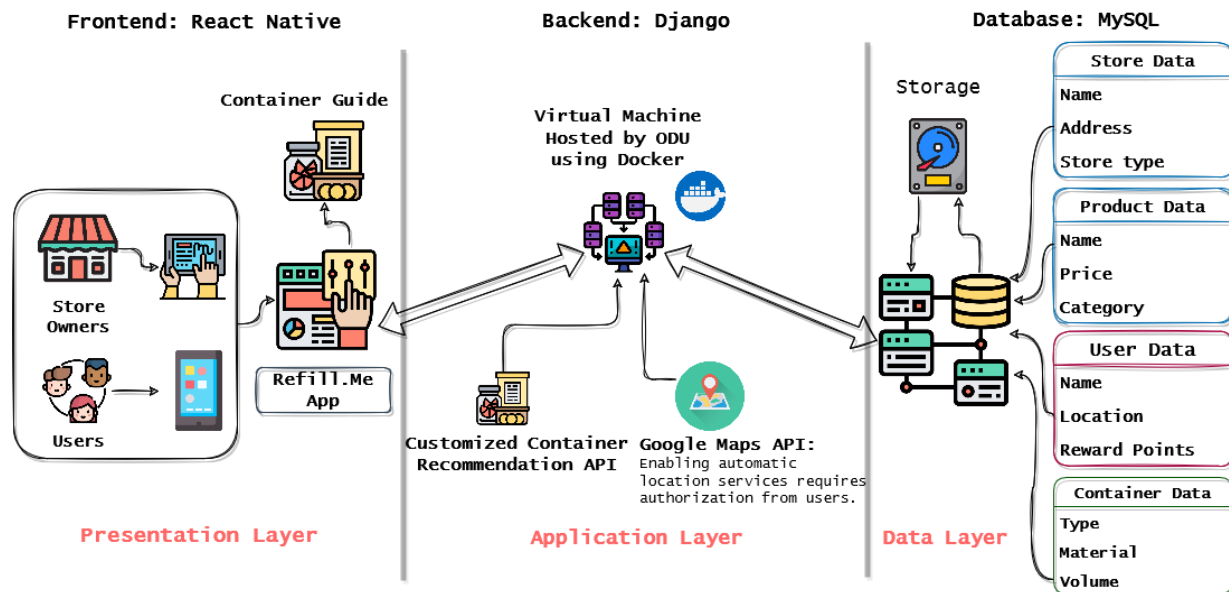 Frontend: React Native
Container Guide
Store
Owners
Users
Refill.Me
App
Presentation Layer
Backend: Django
Virtual Machine
Hosted by ODU
using Docker
Customized Container
Recommendation API
Google Maps API:
Enabling automatic
location services requires
authorization from users.
Application Layer
Database: MySQL
Storage
Store Data
Name
Address
Store type
Product Data
Name
Price
Category
User Data
Name
Location
Reward Points
Container Data
Type
Material
Volume
Data Layer